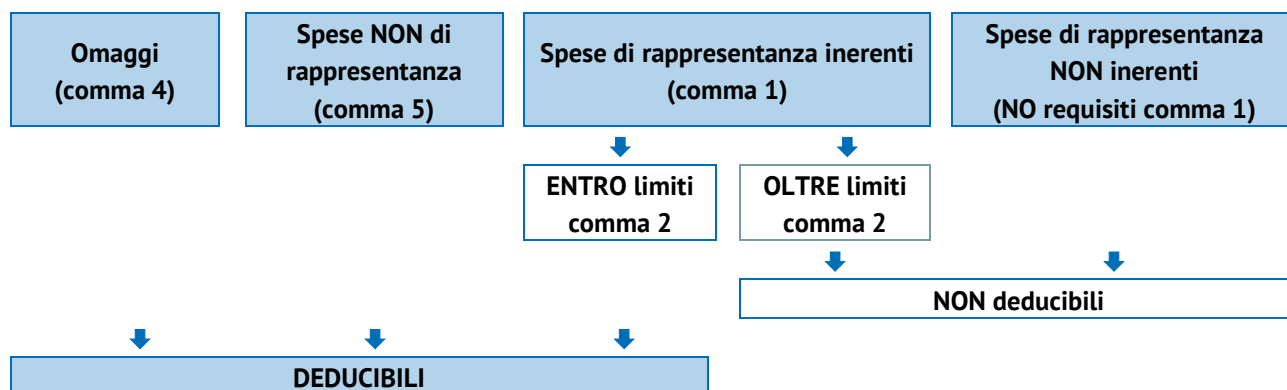 Omaggi
(comma 4)
Spese NON di
rappresentanza
(comma 5)
Spese di rappresentanza inerenti
(comma 1)
Spese di rappresentanza
NON inerenti
(NO requisiti comma 1)
ENTRO limiti
comma 2
OLTRE limiti
comma 2
NON deducibili
DEDUCIBILI